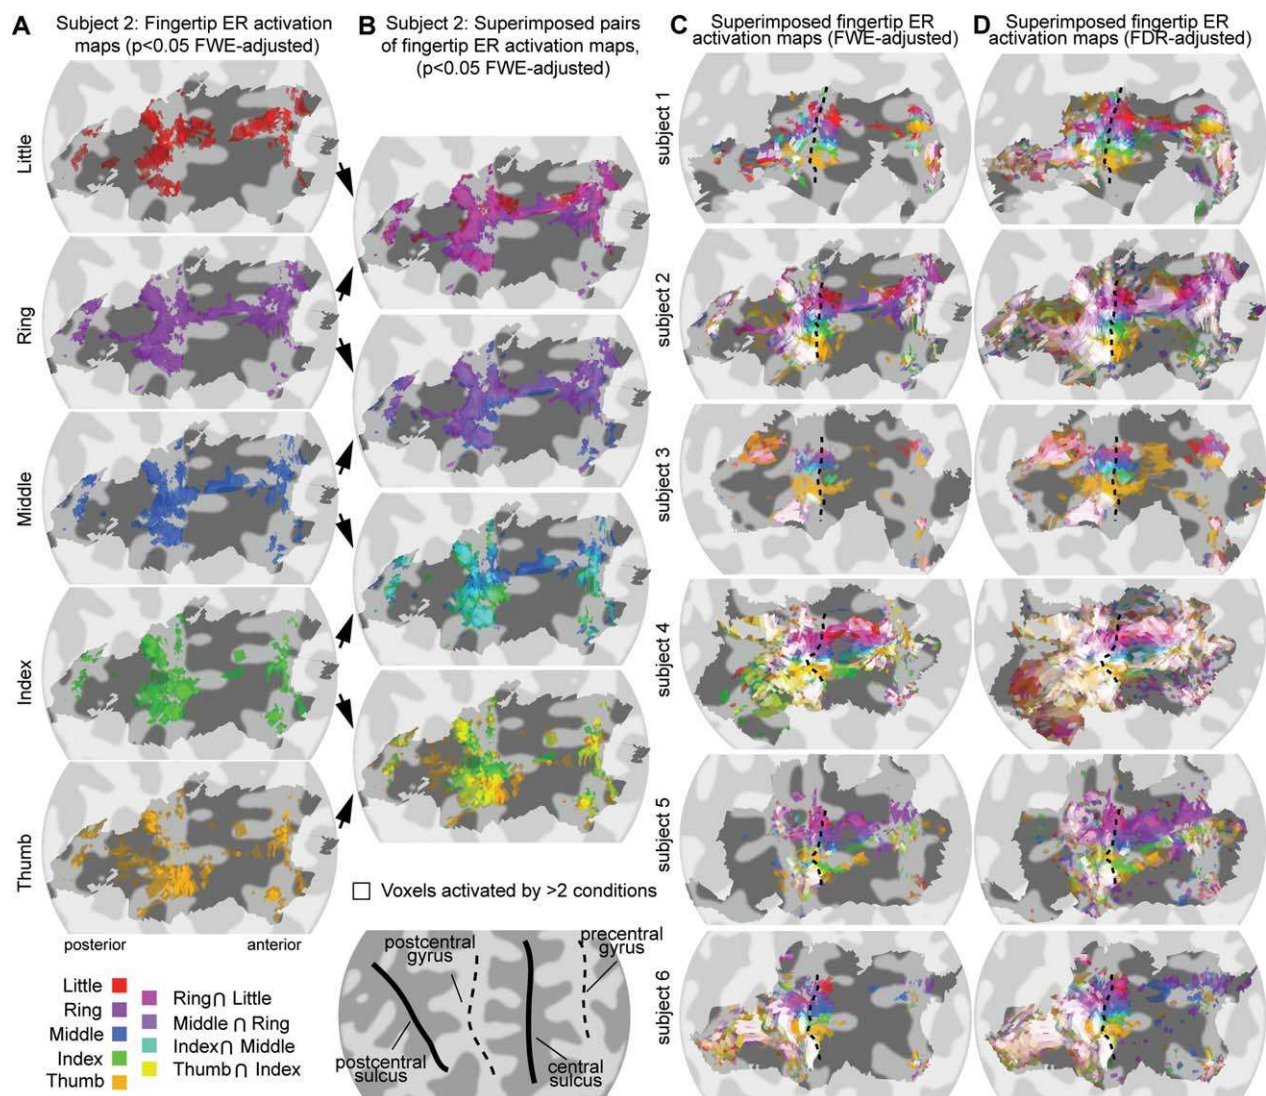 A
Subject 2: Fingertip ER activation
maps (p<0.05 FWE-adjusted)
Little
Ring
Middle
Index
Thumb
posterior
anterior
Little
Ring
Middle
Index
Thumb
Ring∩ Little
Middle ∩ Ring
Index∩ Middle
Thumb∩ Index
B
Subject 2: Superimposed pairs
of fingertip ER activation maps,
(p<0.05 FWE-adjusted)
Voxels activated by >2 conditions
postcentral
gyrus
precentral
gyrus
postcentral
sulcus
central
sulcus
C
Superimposed fingertip ER
activation maps (FWE-adjusted)
subject 1
subject 2
subject 3
subject 4
subject 5
subject 6
D
Superimposed fingertip ER
activation maps (FDR-adjusted)